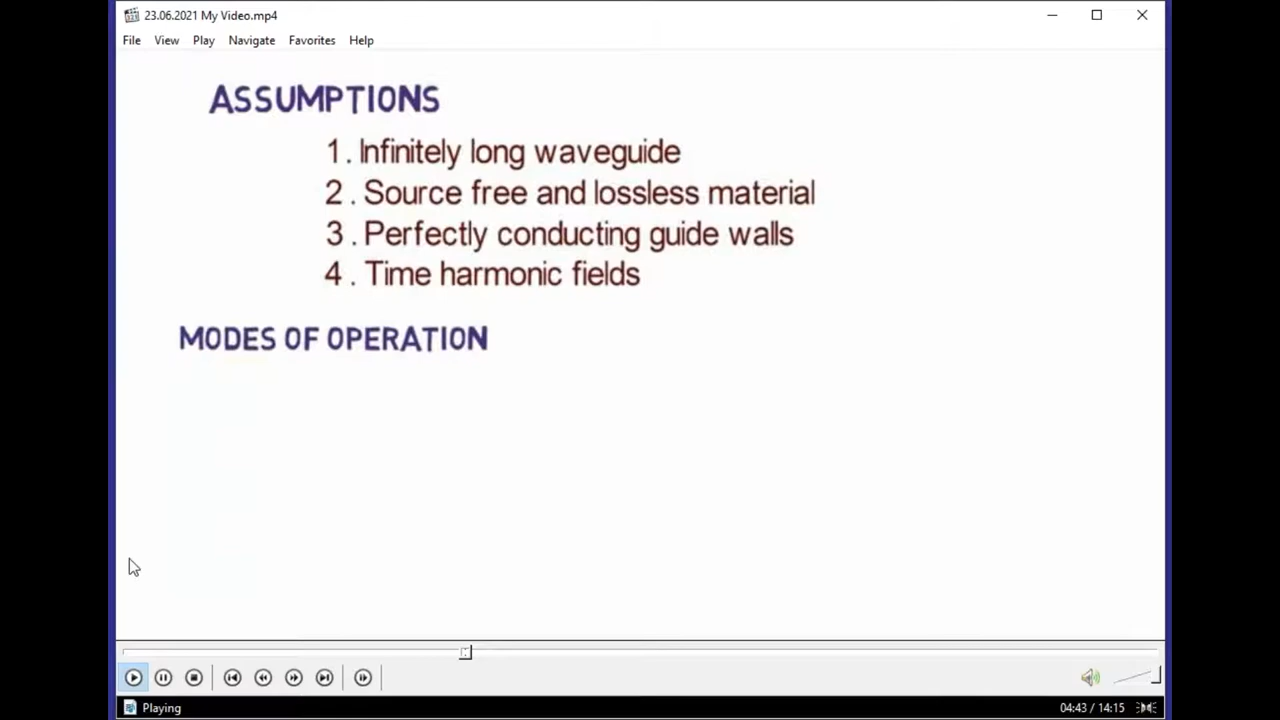 23.06.2021 My Video.mp4
File View Play Navigate Favorites Help
ASSUMPTIONS
1 . Infinitely long waveguide
2 . Source free and lossless material
3 . Perfectly conducting guide walls
4 . Time harmonic fields
MODES OF OPERATION
Playing 04:43 / 14:15